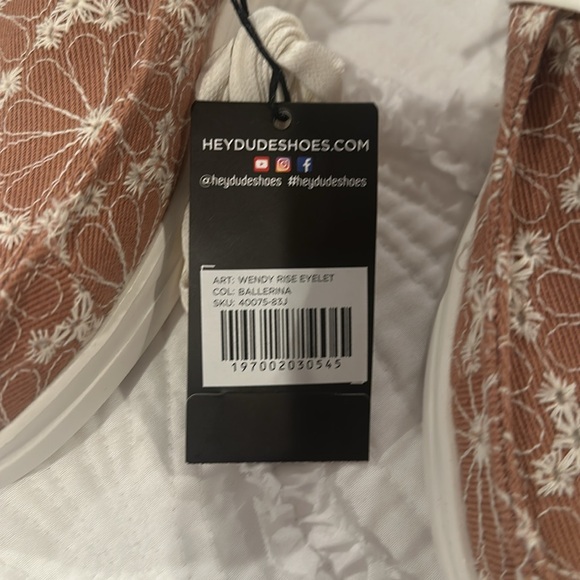 HEYDUDESHOES.COM
@heydudeshoes #heydudeshoes
ART: WENDY RISE EYELET
COL: BALLERINA
SKU: 40075-83J
197002030545